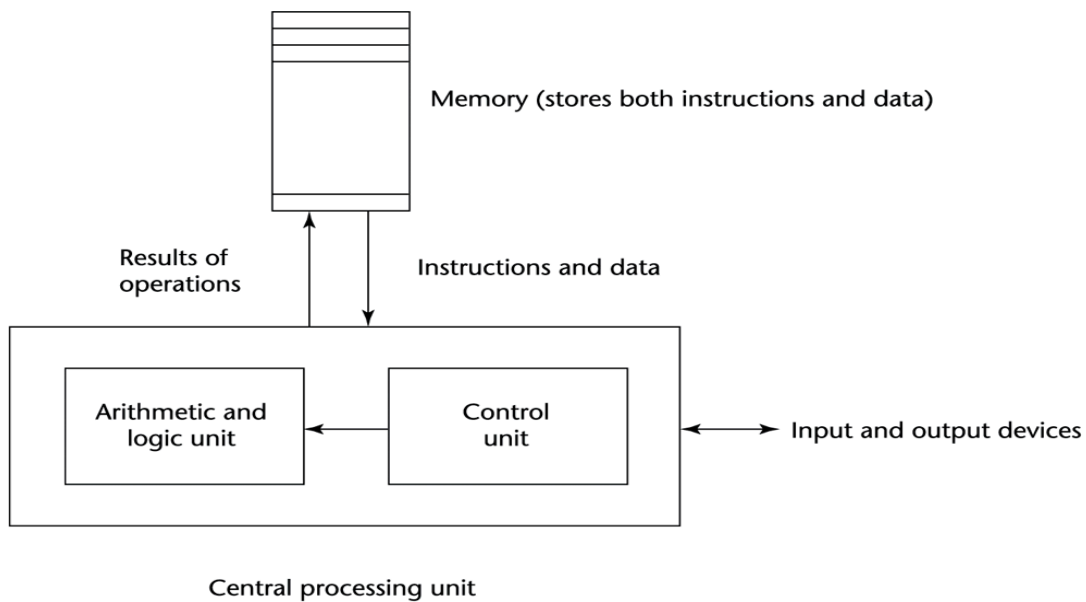 Memory (stores both instructions and data)
Results of
operations
Instructions and data
Arithmetic and
logic unit
Control
unit
Input and output devices
Central processing unit